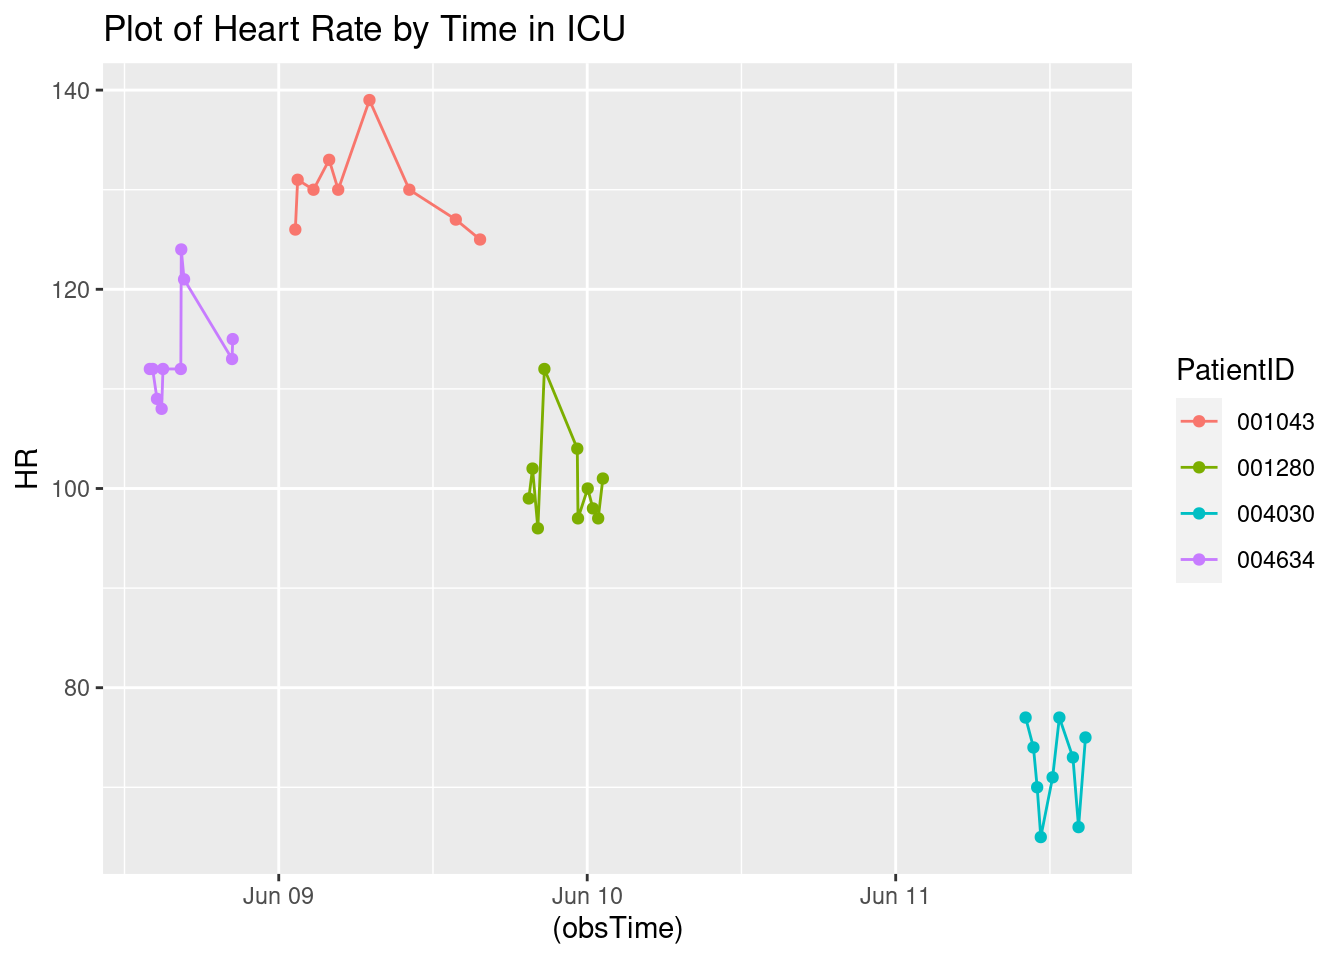 Plot of Heart Rate by Time in ICU
140
120
100
80
HR
Jun 09
Jun 10
Jun 11
(obsTime)
PatientID
001043
001280
004030
004634